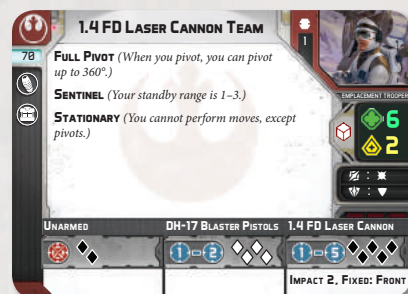 1.4 FD Laser Cannon Team
1
70
Full Pivot (When you pivot, you can pivot
up to 360°.)
Sentinel (Your standby range is 1–3.)
Stationary (You cannot perform moves, except
pivots.)
Emplacement Trooper
6
2
: 
:
Unarmed
DH-17 Blaster Pistols
1.4 FD Laser Cannon
1-2
1-5
Impact 2, Fixed: Front